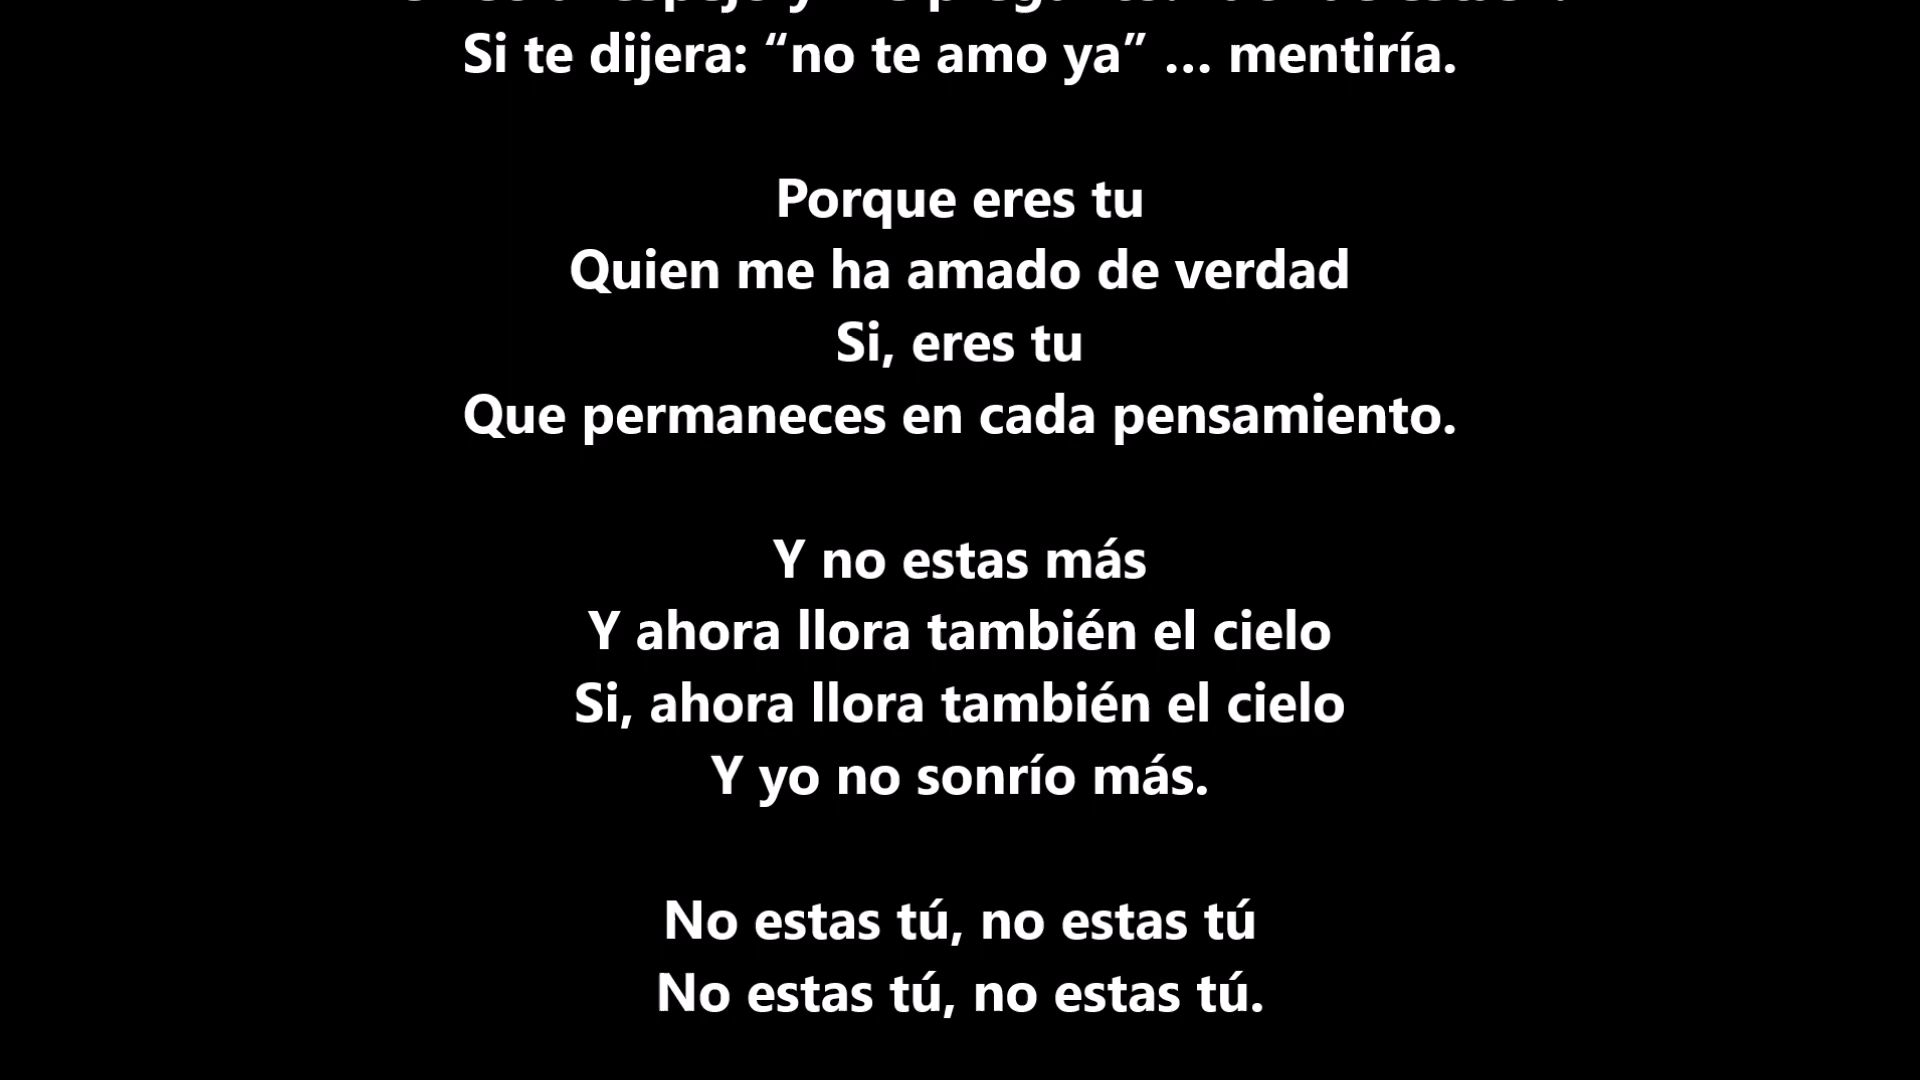 Si te dijera: “no te amo ya” ... mentiría.
Porque eres tu
Quien me ha amado de verdad
Si, eres tu
Que permaneces en cada pensamiento.
Y no estas más
Y ahora llora también el cielo
Si, ahora llora también el cielo
Y yo no sonrío más.
No estas tú, no estas tú
No estas tú, no estas tú.